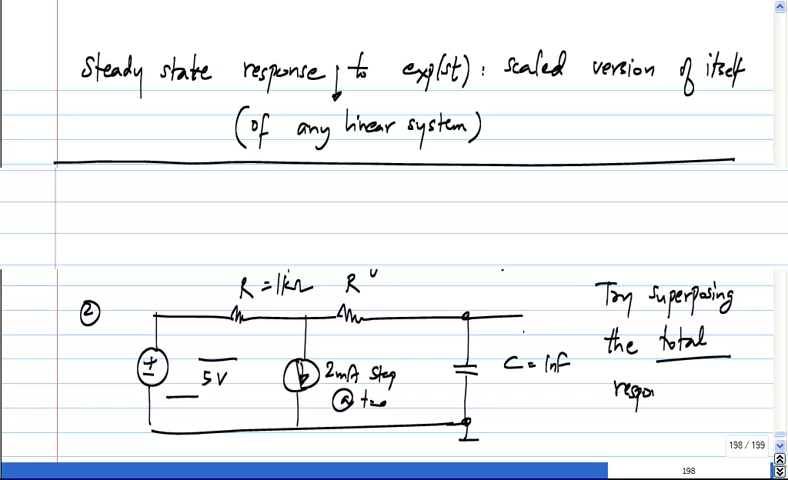 Steady state response to exp(st): scaled version of itself
(of any linear system)
②
R = 1kΩ
R
Try superposing
the total
respo
+
-
5V
2mA step
@ t=0
C = 1nF
198 / 199
198